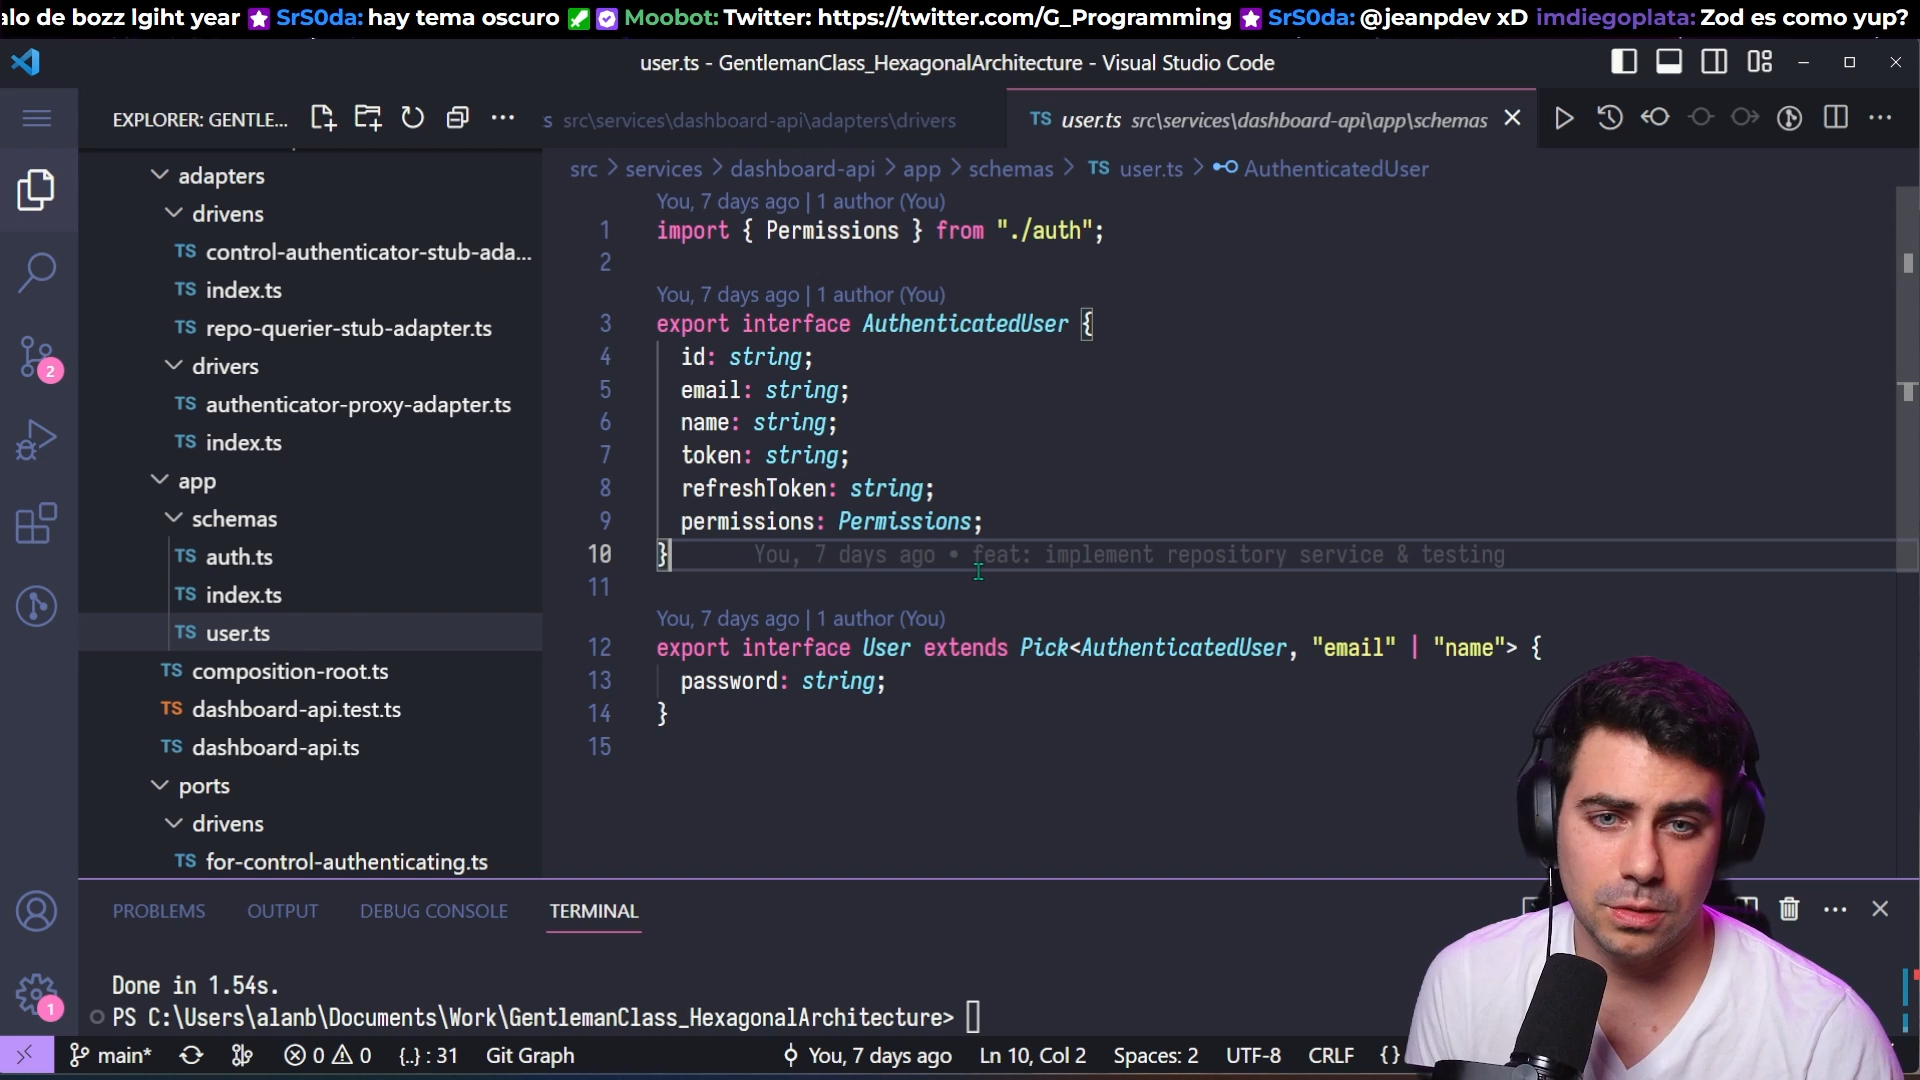 alo de bozz lgiht year SrS0da: hay tema oscuro Moobot: Twitter: https://twitter.com/G_Programming SrS0da: @jeanpdev xD imdiegoplata: Zod es como yup?
user.ts - GentlemanClass_HexagonalArchitecture - Visual Studio Code
EXPLORER: GENTLE...
s src\services\dashboard-api\adapters\drivers
TS user.ts src\services\dashboard-api\app\schemas
src > services > dashboard-api > app > schemas > TS user.ts > AuthenticatedUser
adapters
drivens
TS control-authenticator-stub-ada...
TS index.ts
TS repo-querier-stub-adapter.ts
drivers
TS authenticator-proxy-adapter.ts
TS index.ts
app
schemas
TS auth.ts
TS index.ts
TS user.ts
TS composition-root.ts
TS dashboard-api.test.ts
TS dashboard-api.ts
ports
drivens
TS for-control-authenticating.ts
You, 7 days ago | 1 author (You)
1 import { Permissions } from "./auth";
2
You, 7 days ago | 1 author (You)
3 export interface AuthenticatedUser {
4 id: string;
5 email: string;
6 name: string;
7 token: string;
8 refreshToken: string;
9 permissions: Permissions;
10 } You, 7 days ago • feat: implement repository service & testing
11
You, 7 days ago | 1 author (You)
12 export interface User extends Pick<AuthenticatedUser, "email" | "name"> {
13 password: string;
14 }
15
2
1
PROBLEMS OUTPUT DEBUG CONSOLE TERMINAL
Done in 1.54s.
PS C:\Users\alanb\Documents\Work\GentlemanClass_HexagonalArchitecture>
main* 0 0 {..} : 31 Git Graph You, 7 days ago Ln 10, Col 2 Spaces: 2 UTF-8 CRLF {}